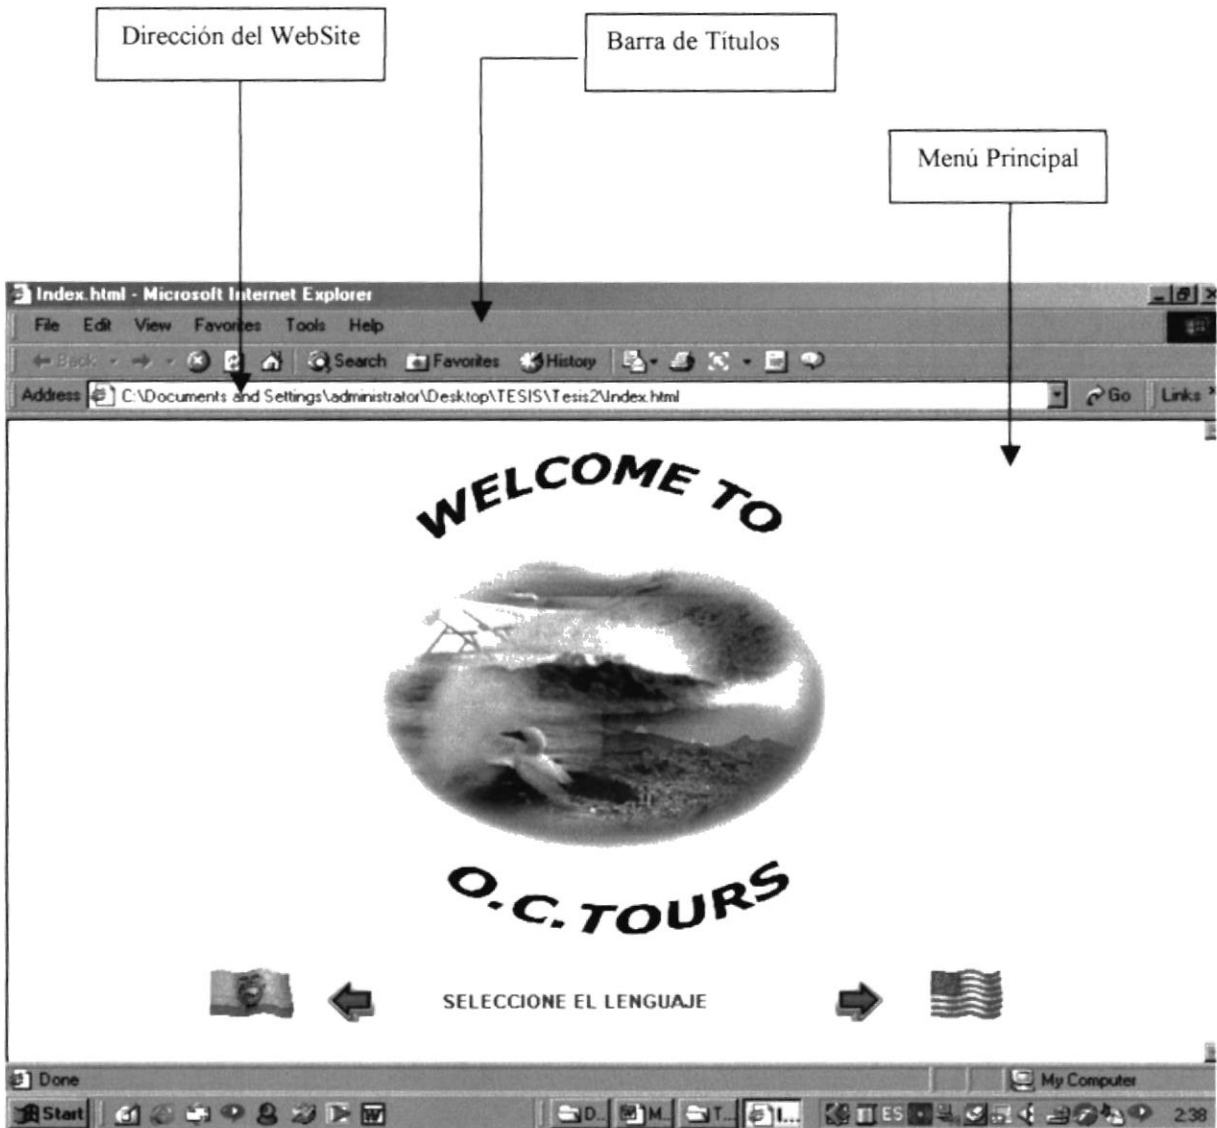 Dirección del WebSite
Barra de Títulos
Menú Principal
Index.html - Microsoft Internet Explorer
File Edit View Favorites Tools Help
Back Search Favorites History
Address C:\Documents and Settings\administrator\Desktop\TESIS\Tesis2\Index.html Go Links
WELCOME TO
O.C.TOURS
SELECCIONE EL LENGUAJE
Done My Computer
Start D... M... T... I... ES 2:38